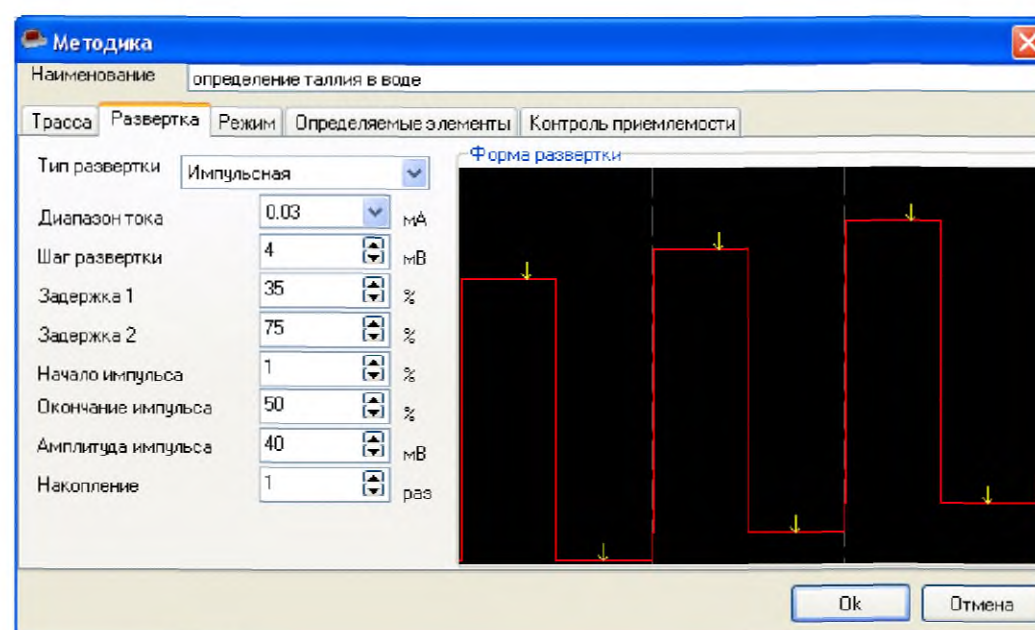 Методика
Наименование определение таллия в воде
Трасса Развертка Режим Определяемые элементы Контроль приемлемости
Тип развертки Импульсная
Диапазон тока 0.03 мА
Шаг развертки 4 мВ
Задержка 1 35 %
Задержка 2 75 %
Начало импульса 1 %
Окончание импульса 50 %
Амплитуда импульса 40 мВ
Накопление 1 раз
Форма развертки
Ok Отмена